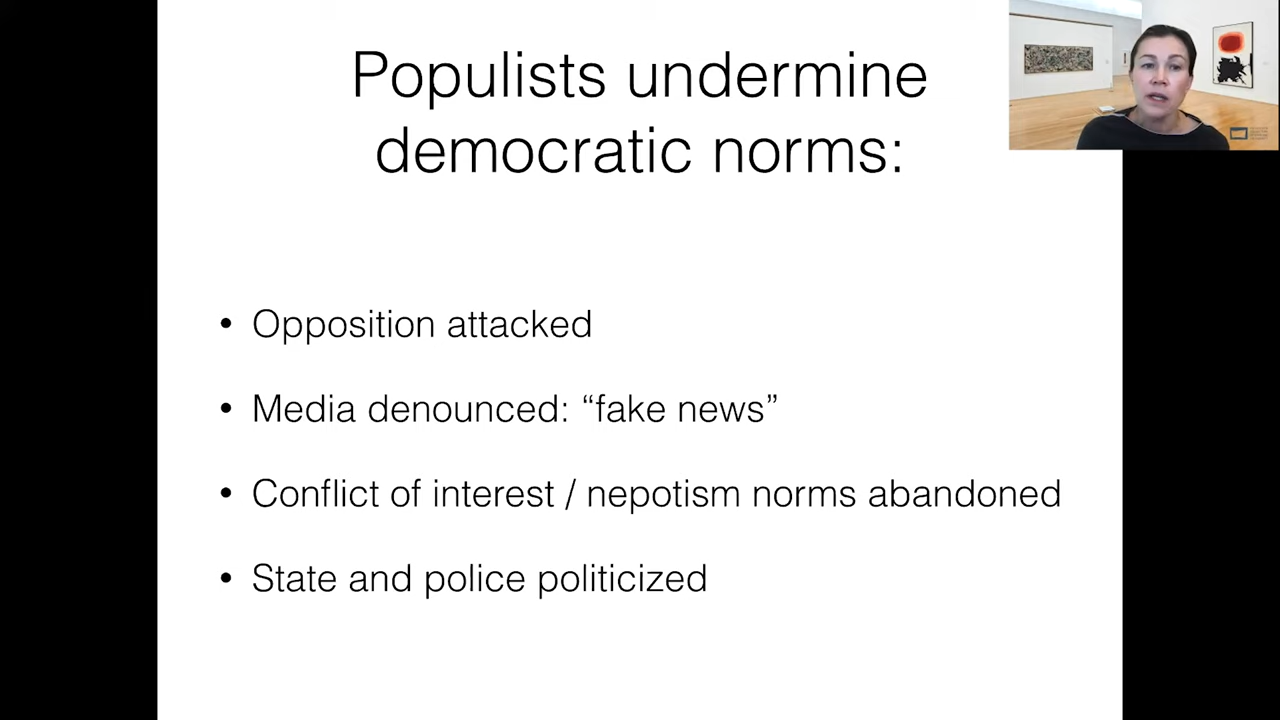 Populists undermine
democratic norms:
• Opposition attacked
• Media denounced: “fake news”
• Conflict of interest / nepotism norms abandoned
• State and police politicized